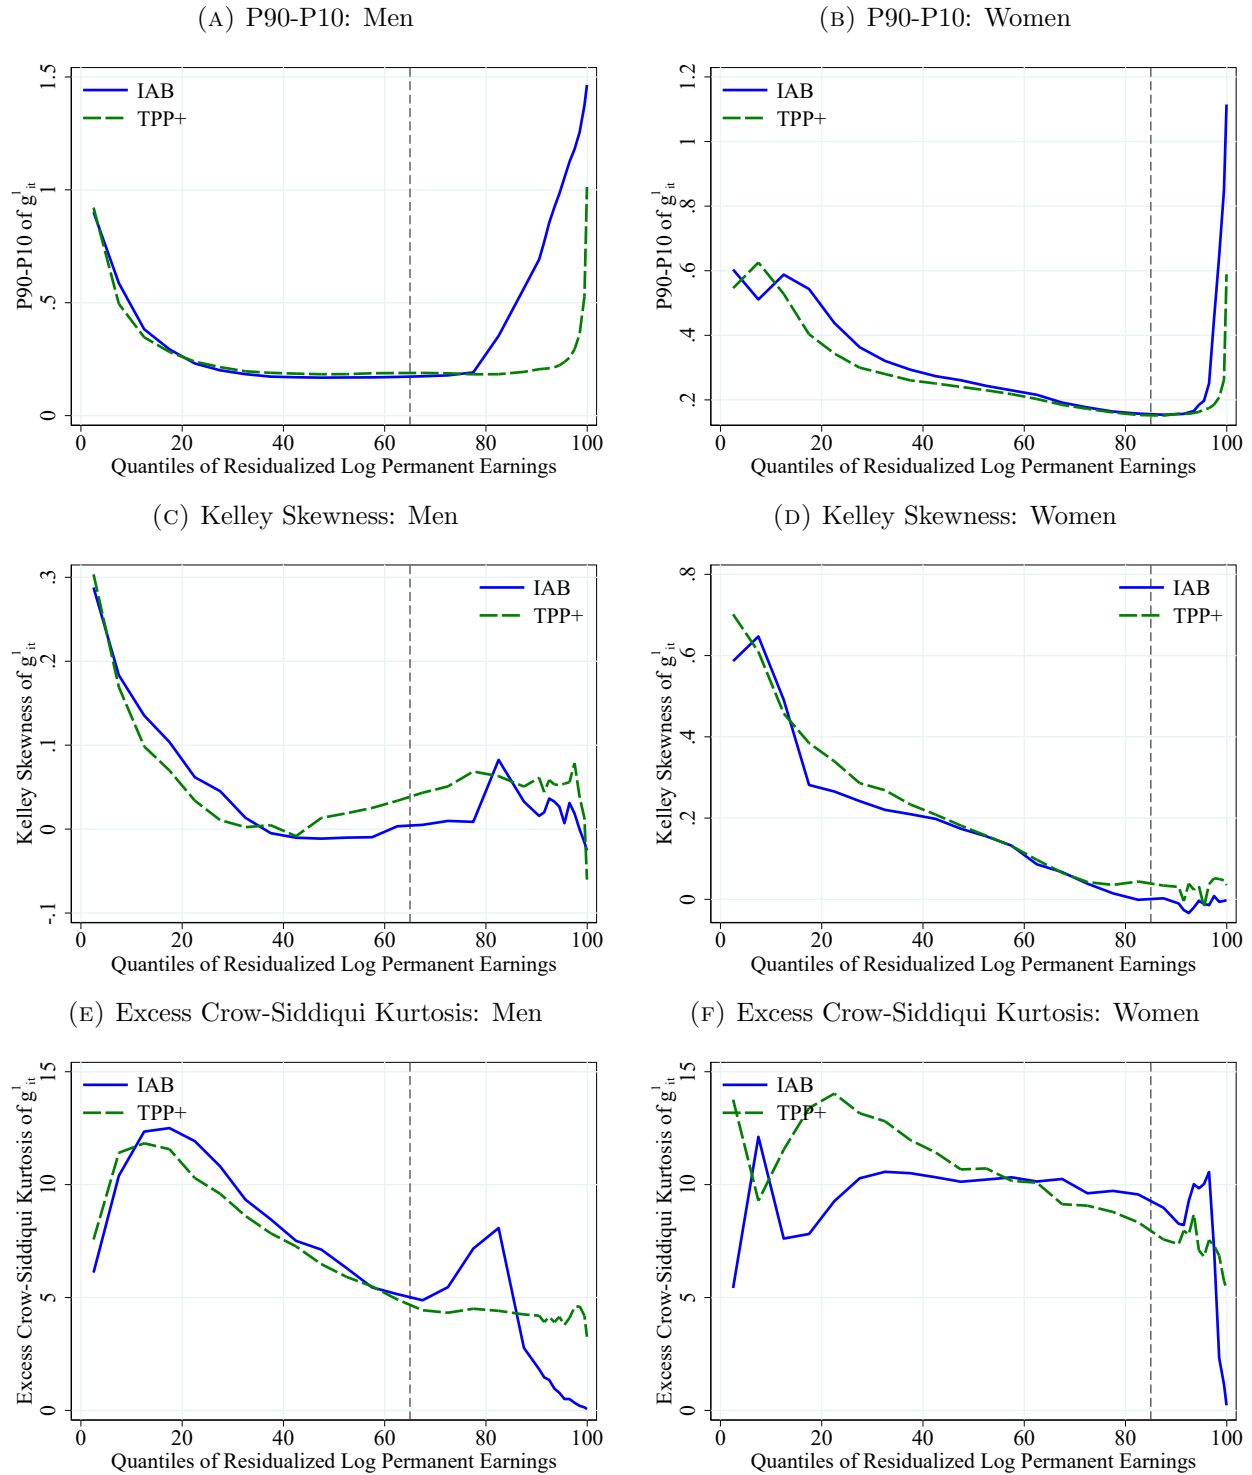 (A) P90-P10: Men
1.5
1
.5
0
P90-P10 of g¹it
IAB
TPP+
0 20 40 60 80 100
Quantiles of Residualized Log Permanent Earnings
(B) P90-P10: Women
1.2
1
.8
.6
.4
.2
P90-P10 of g¹it
IAB
TPP+
0 20 40 60 80 100
Quantiles of Residualized Log Permanent Earnings
(C) Kelley Skewness: Men
.3
.2
.1
0
-.1
Kelley Skewness of g¹it
IAB
TPP+
0 20 40 60 80 100
Quantiles of Residualized Log Permanent Earnings
(D) Kelley Skewness: Women
.8
.6
.4
.2
0
Kelley Skewness of g¹it
IAB
TPP+
0 20 40 60 80 100
Quantiles of Residualized Log Permanent Earnings
(E) Excess Crow-Siddiqui Kurtosis: Men
15
10
5
0
Excess Crow-Siddiqui Kurtosis of g¹it
IAB
TPP+
0 20 40 60 80 100
Quantiles of Residualized Log Permanent Earnings
(F) Excess Crow-Siddiqui Kurtosis: Women
15
10
5
0
Excess Crow-Siddiqui Kurtosis of g¹it
IAB
TPP+
0 20 40 60 80 100
Quantiles of Residualized Log Permanent Earnings